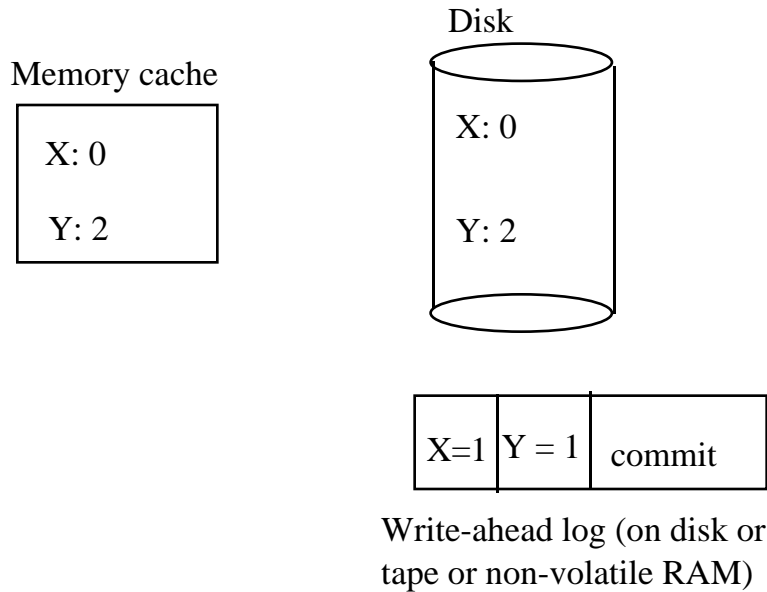 Disk
Memory cache
X: 0
Y: 2
X: 0
Y: 2
X=1 Y = 1 commit
Write-ahead log (on disk or
tape or non-volatile RAM)